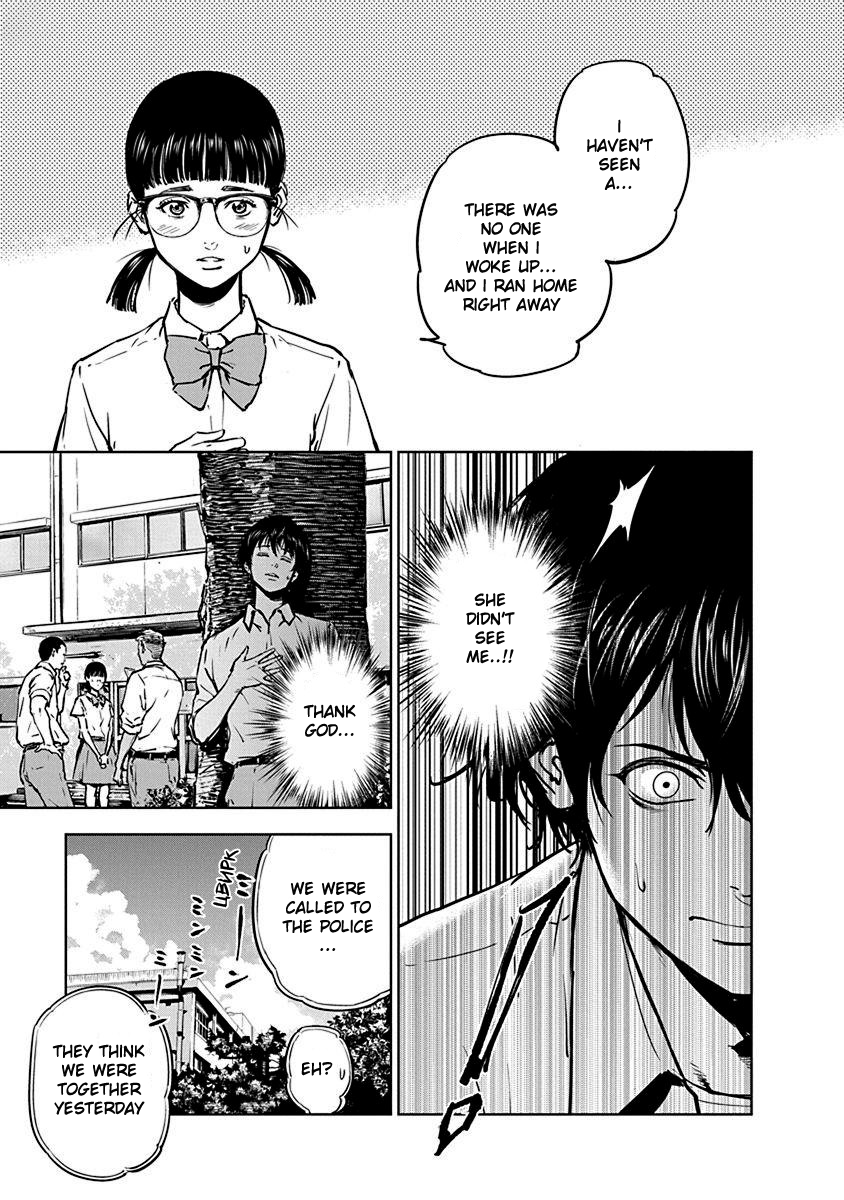 I
HAVEN'T
SEEN
A...
THERE WAS
NO ONE
WHEN I
WOKE UP...
AND I RAN HOME
RIGHT AWAY
SHE
DIDN'T
SEE
ME..!!
THANK
GOD...
WE WERE
CALLED TO
THE POLICE
...
ЦВИРК
EH?
THEY THINK
WE WERE
TOGETHER
YESTERDAY